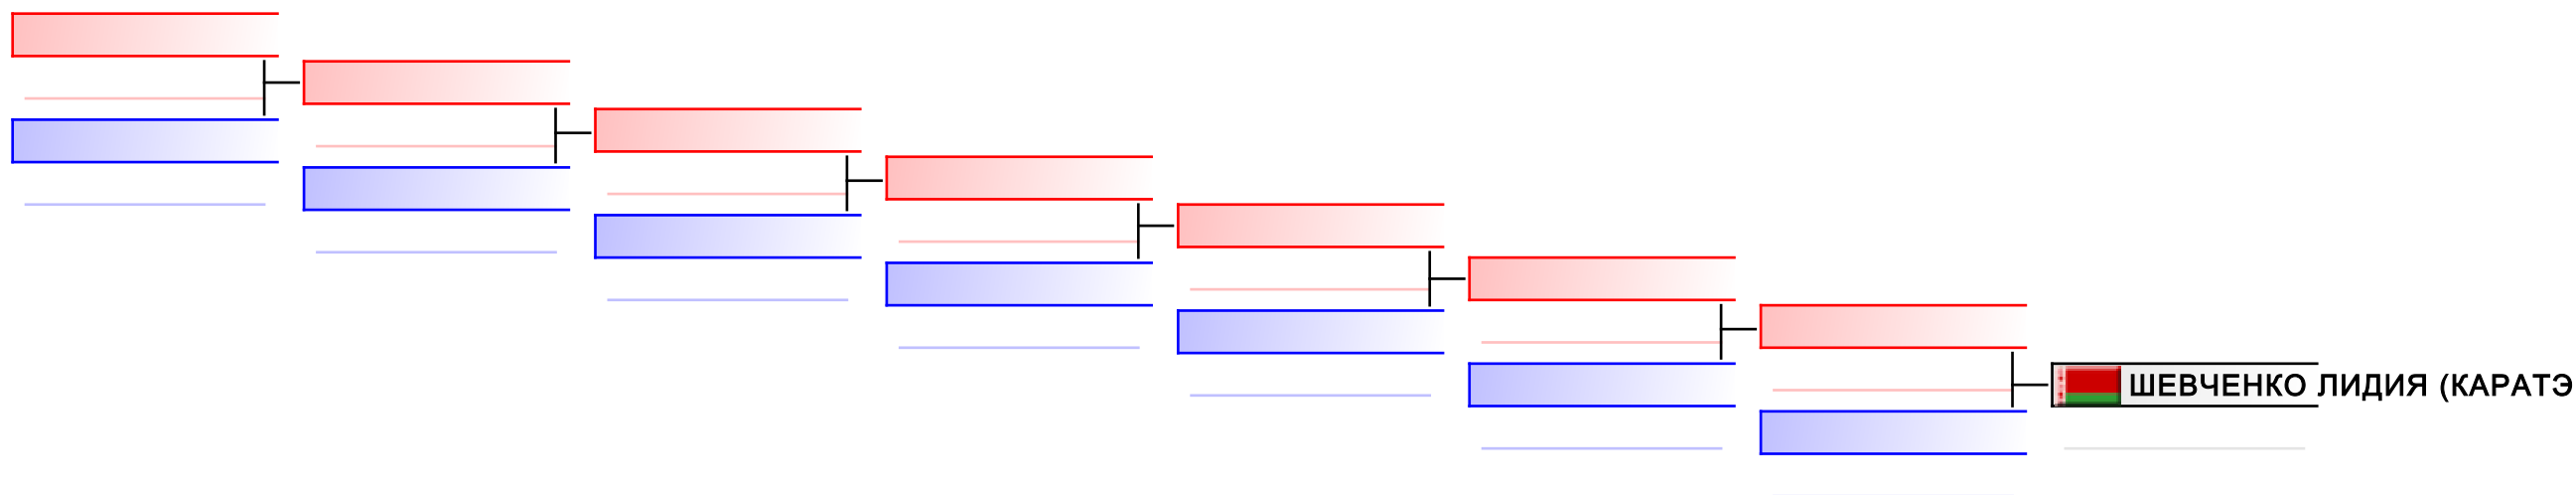 ШЕВЧЕНКО ЛИДИЯ (КАРАТЭ